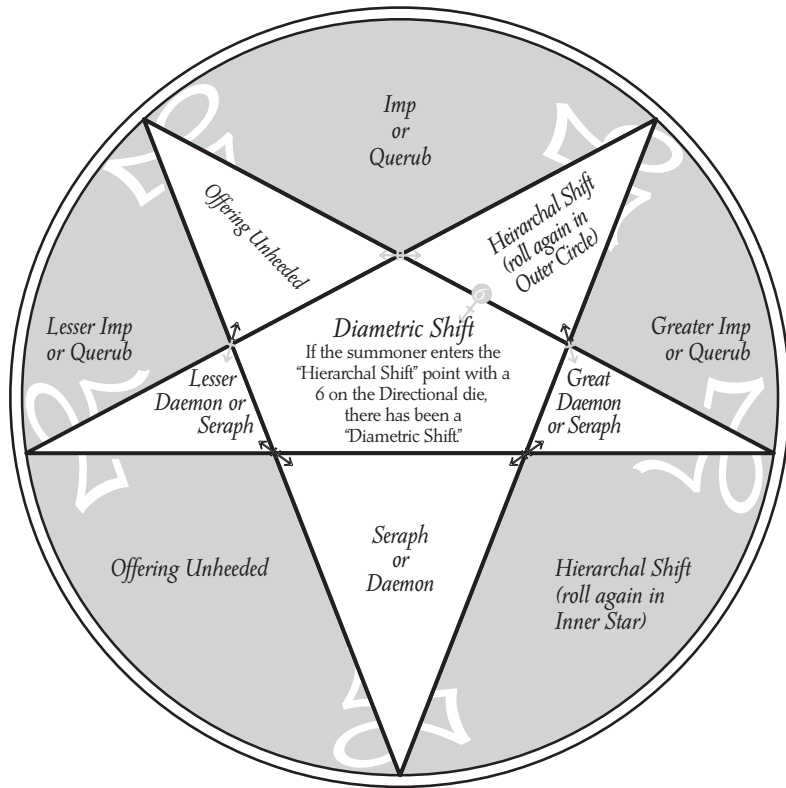 Imp
or
Querub
Offering Unheeded
Heirarchal Shift
(roll again in
Outer Circle)
6
Lesser Imp
or Querub
Diametric Shift
If the summoner enters the
“Hierarchal Shift” point with a
6 on the Directional die,
there has been a
“Diametric Shift.”
Greater Imp
or Querub
Lesser
Daemon or
Seraph
Great
Daemon
or Seraph
Offering Unheeded
Seraph
or
Daemon
Hierarchal Shift
(roll again in
Inner Star)